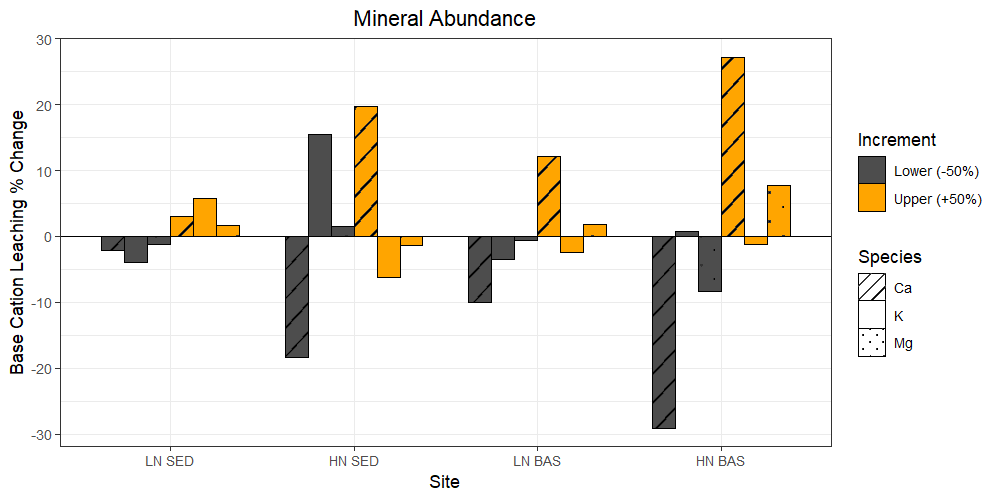 Mineral Abundance
Base Cation Leaching % Change
30
20
10
0
-10
-20
-30
LN SED
HN SED
LN BAS
HN BAS
Site
Increment
Lower (-50%)
Upper (+50%)
Species
Ca
K
Mg